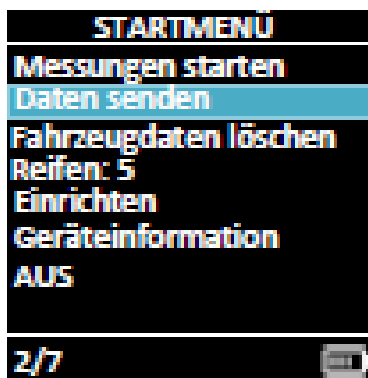 STARTMENÜ
Messungen starten
Daten senden
Fahrzeugdaten löschen
Reifen: 5
Einrichten
Geräteinformation
AUS
2/7